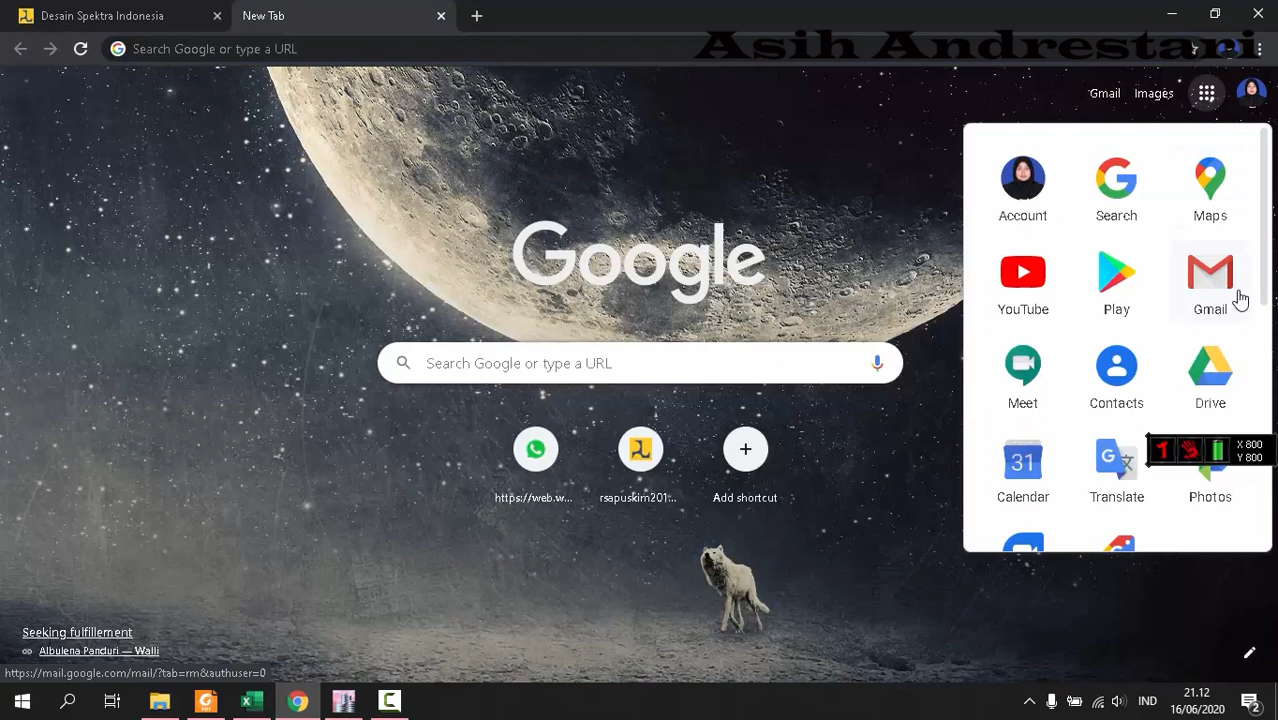 Desain Spektra Indonesia
New Tab
Search Google or type a URL
Asih Andrestari
Gmail
Images
Account
Search
Maps
Google
YouTube
Play
Gmail
Search Google or type a URL
Meet
Contacts
Drive
X 800
Y 800
31
G
Calendar
Translate
Photos
https://web.w...
rsapuskim201...
Add shortcut
Seeking fulfillment
Albulena Panduri — Walli
https://mail.google.com/mail/?tab=rm&authuser=0
IND
21.12
16/06/2020
2